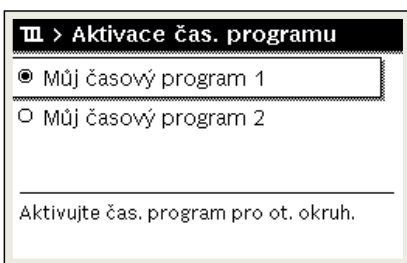 > Aktivace čas. programu
Můj časový program 1
Můj časový program 2
Aktivujte čas. program pro ot. okruh.